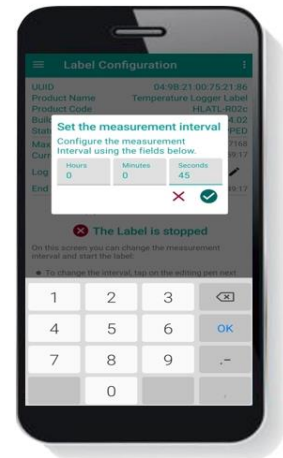 Label Configuration
UUID 04:9B:21:00:75:21:86
Product Name Temperature Logger Label
Product Code HLATL-R02c
Set the measurement interval
Configure the measurement
Interval using the fields below.
Hours Minutes Seconds
0 0 45
The Label is stopped
On this screen you can change the measurement
interval and start the label.
• To change the interval, tap on the editing pen next
1 2 3
4 5 6 OK
7 8 9 .-
0 ,